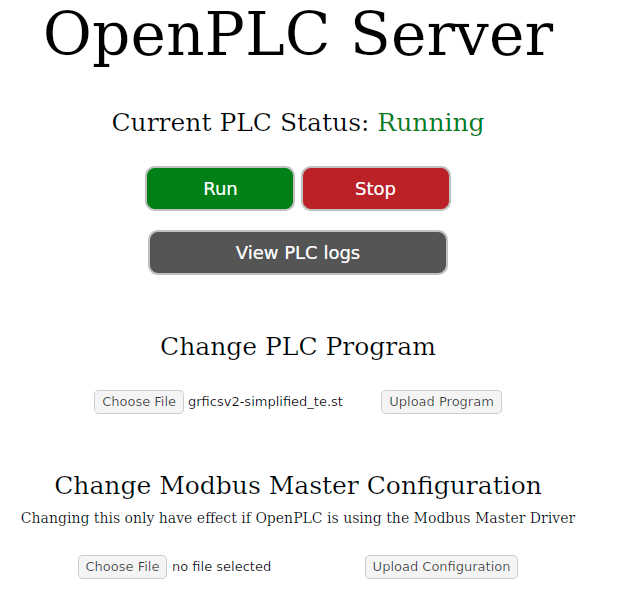 OpenPLC Server
Current PLC Status: Running
Run Stop
View PLC logs
Change PLC Program
Choose File grficsv2-simplified_te.st Upload Program
Change Modbus Master Configuration
Changing this only have effect if OpenPLC is using the Modbus Master Driver
Choose File no file selected Upload Configuration